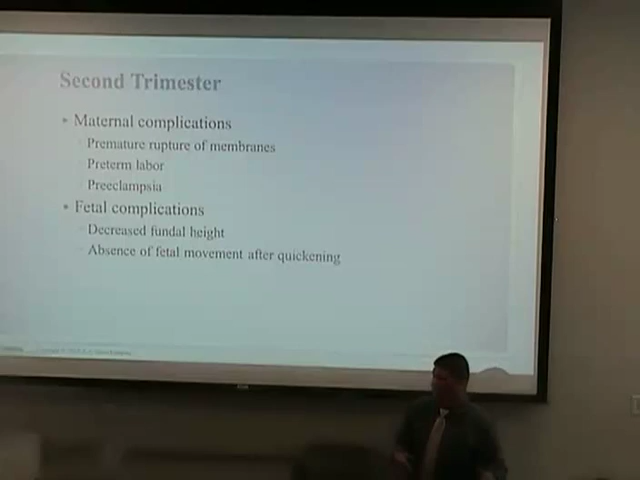 Second Trimester
Maternal complications
Premature rupture of membranes
Preterm labor
Preeclampsia
Fetal complications
Decreased fundal height
Absence of fetal movement after quickening